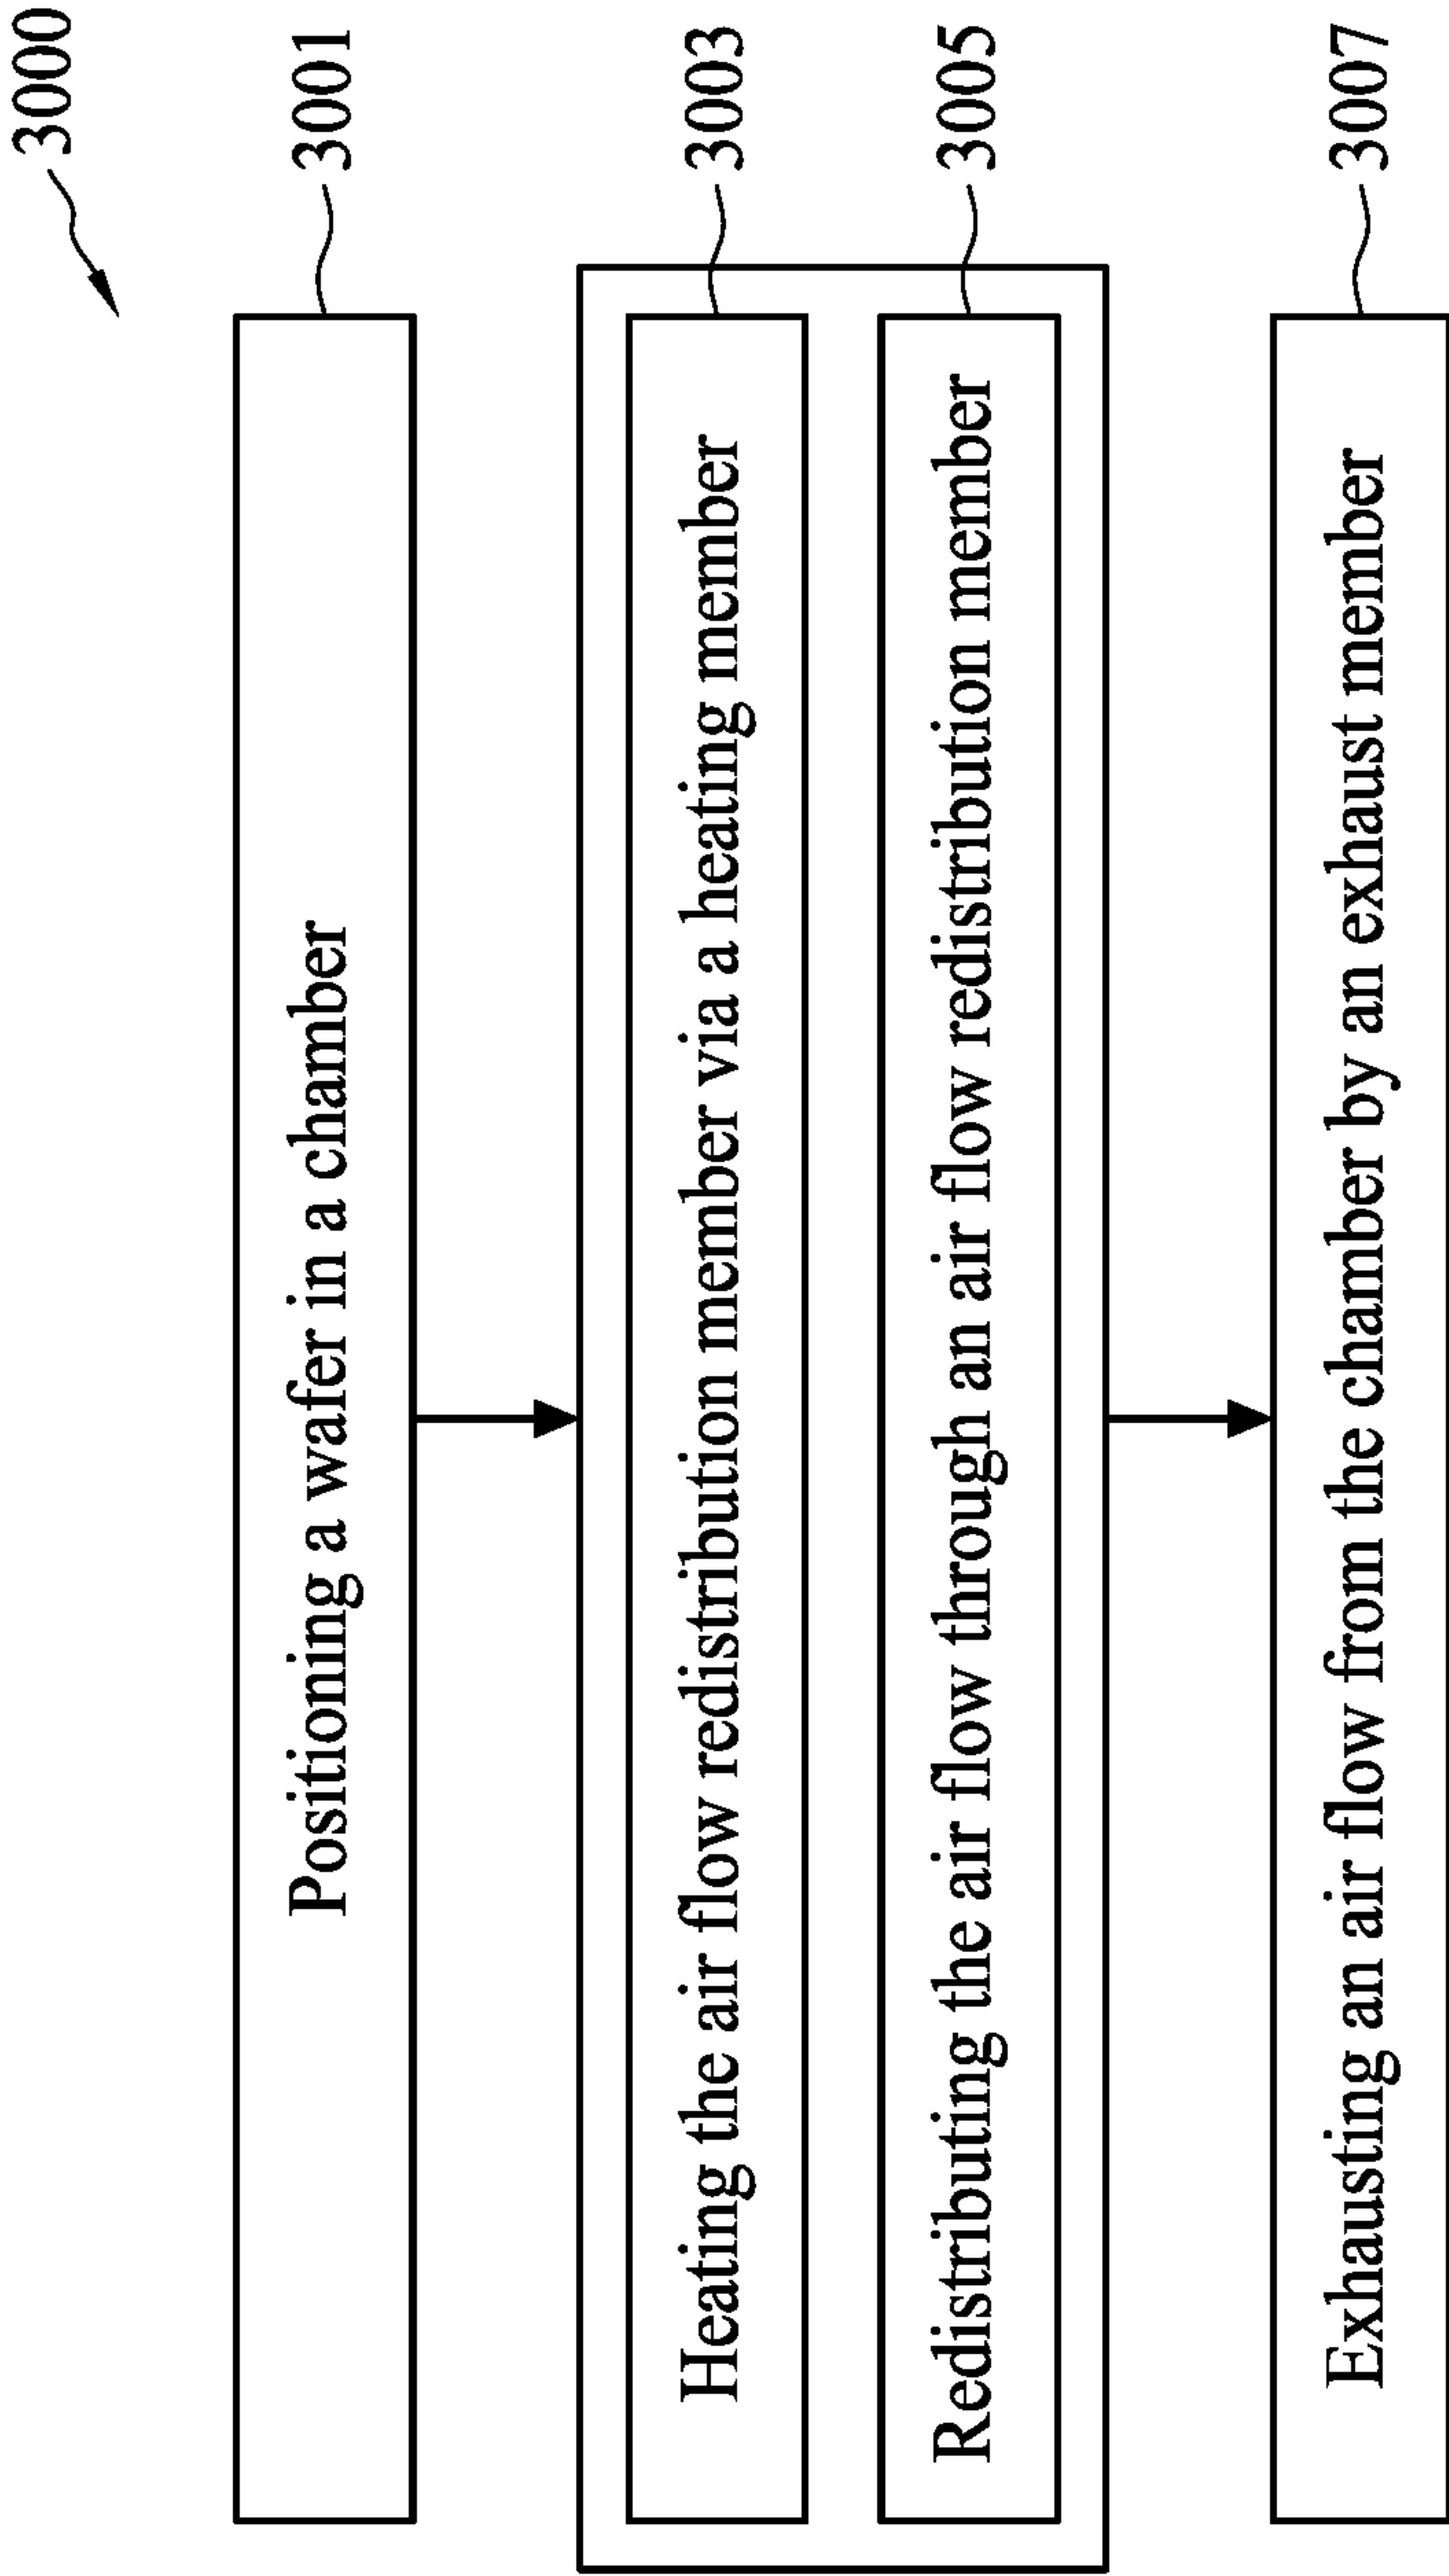 3000
Positioning a wafer in a chamber
3001
Heating the air flow redistribution member via a heating member
3003
Redistributing the air flow through an air flow redistribution member
3005
Exhausting an air flow from the chamber by an exhaust member
3007